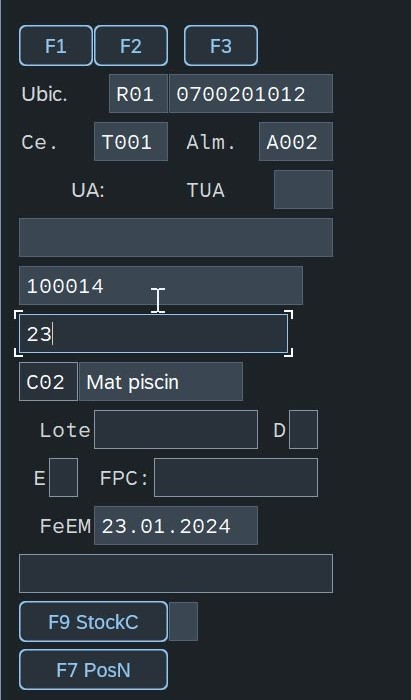 F1 F2 F3
Ubic. R01 0700201012
Ce. T001 Alm. A002
UA: TUA
100014
23
C02 Mat piscin
Lote D
E FPC:
FeEM 23.01.2024
F9 StockC
F7 PosN